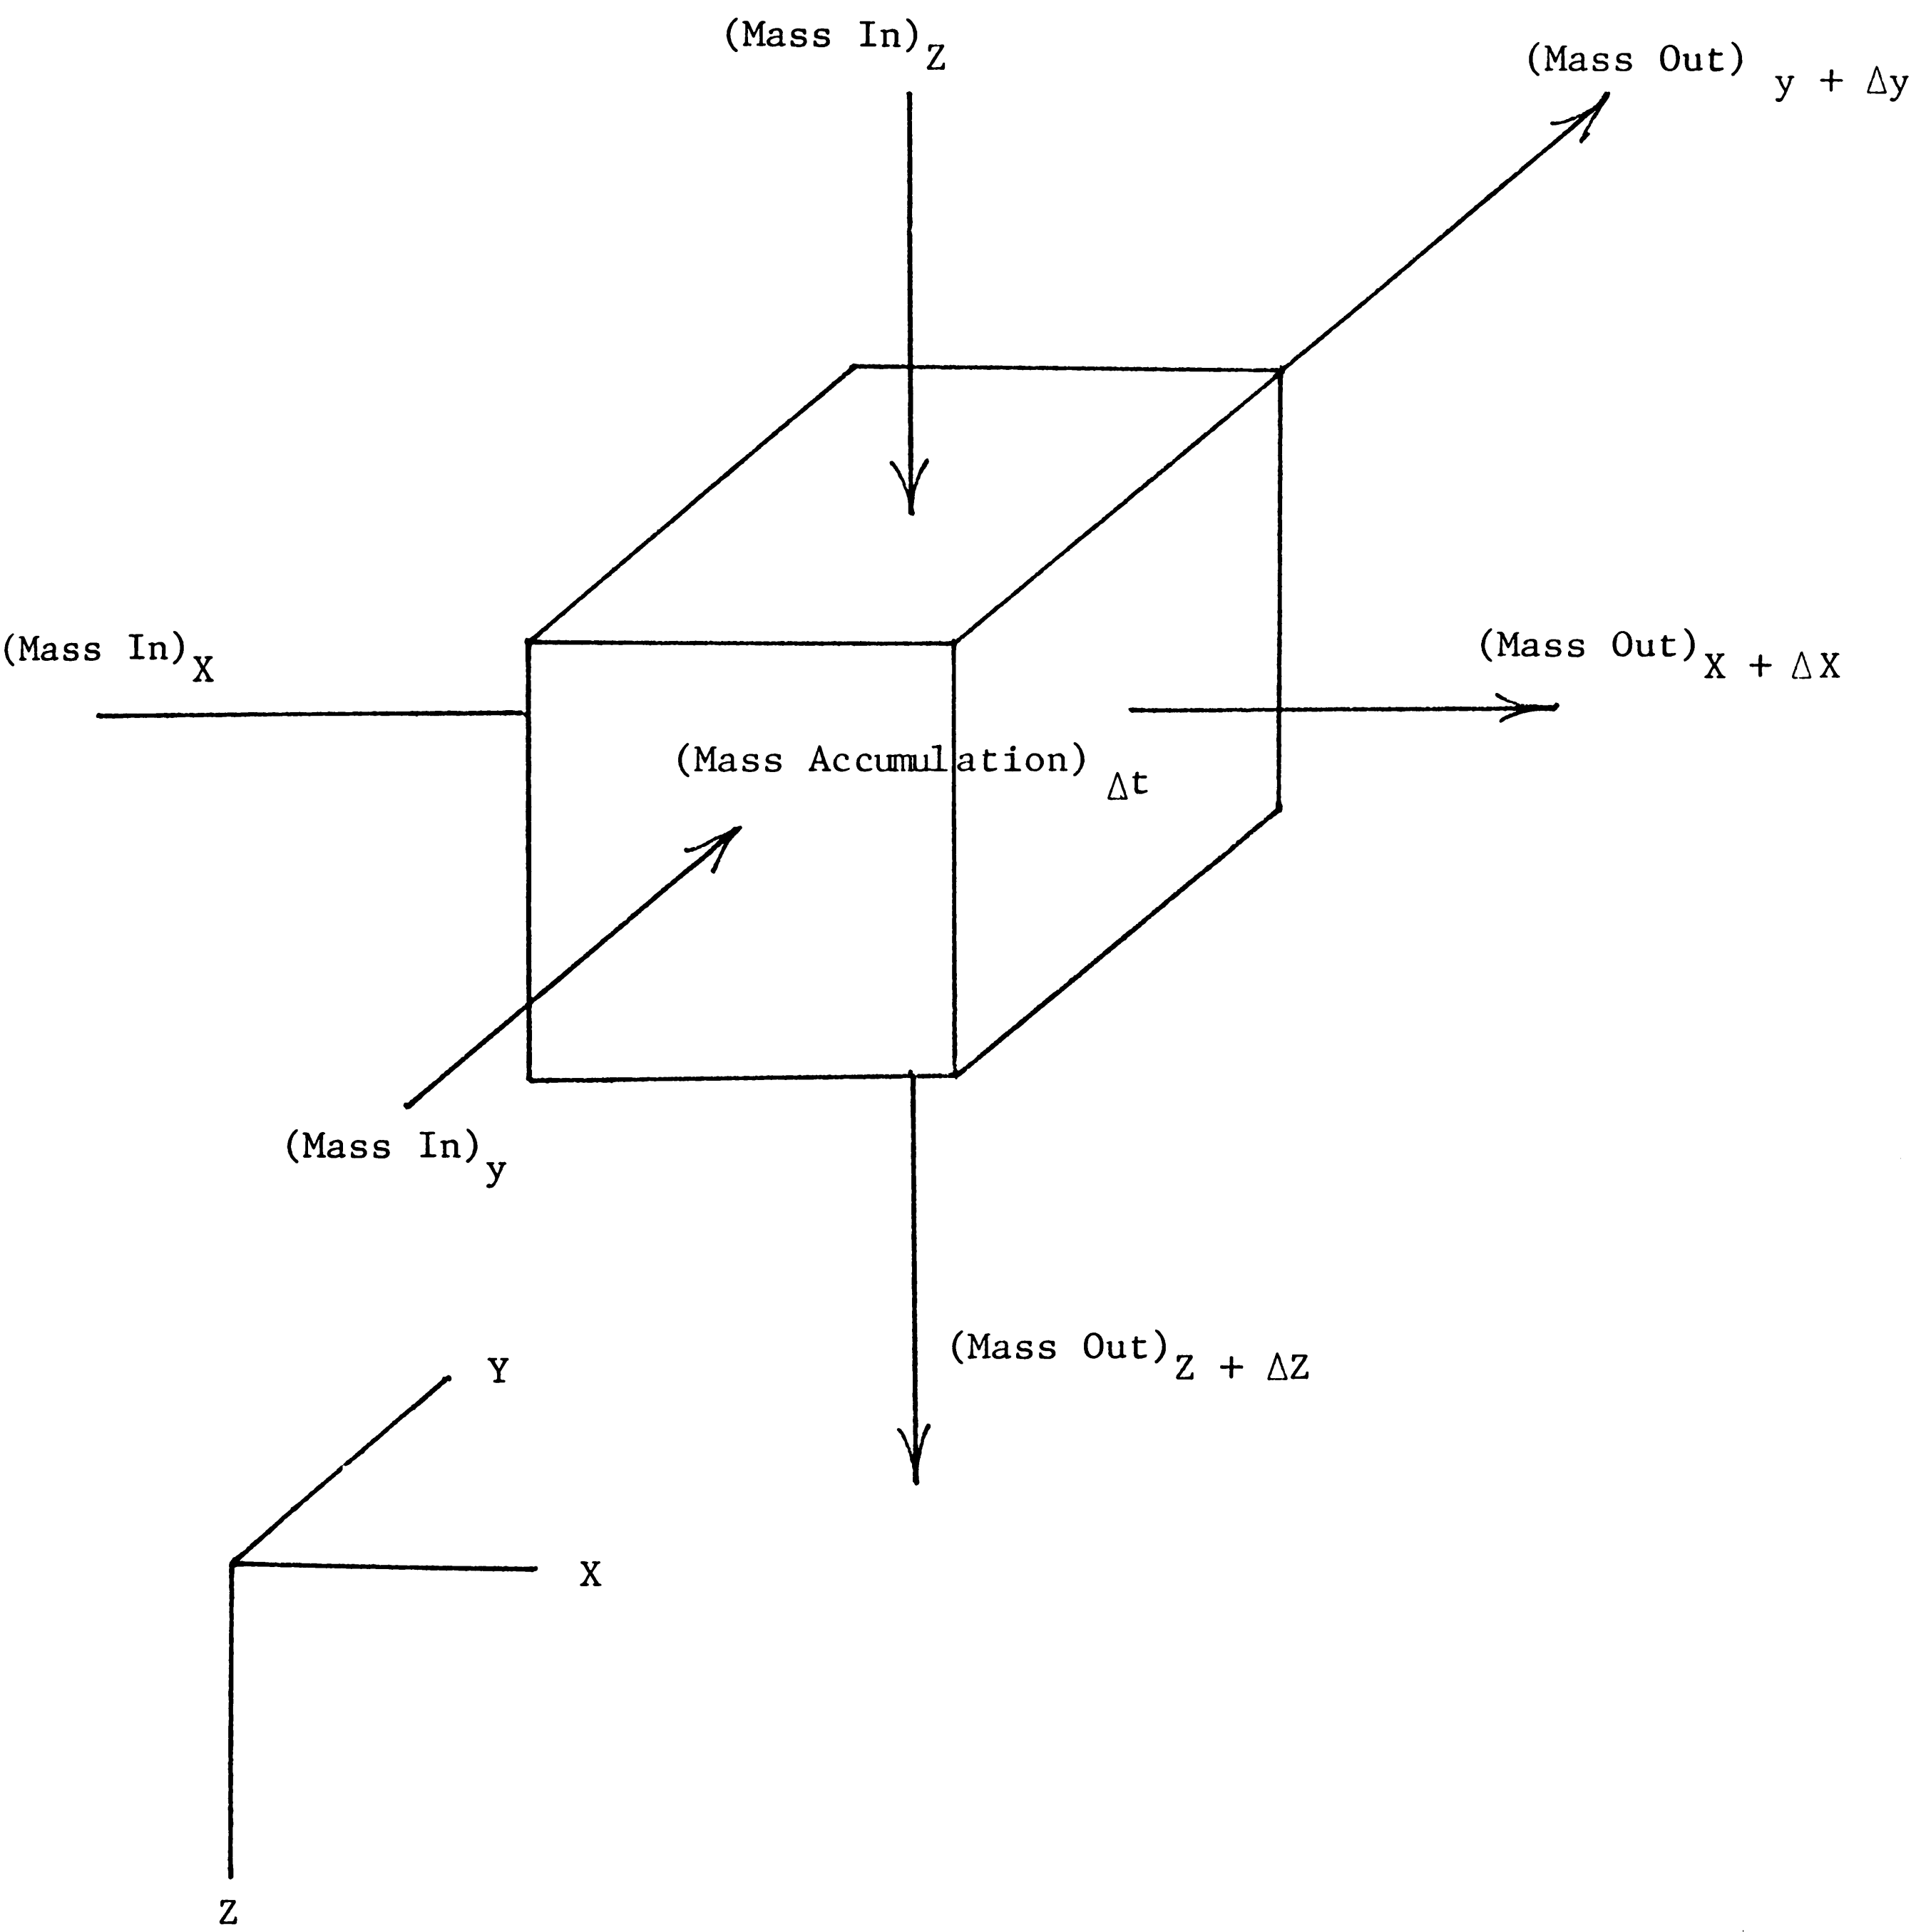 (Mass In)Z
(Mass Out) y + Δy
(Mass In)X
(Mass Out)X + ΔX
(Mass Accumulation) Δt
(Mass In)y
(Mass Out)Z + ΔZ
Y
X
Z